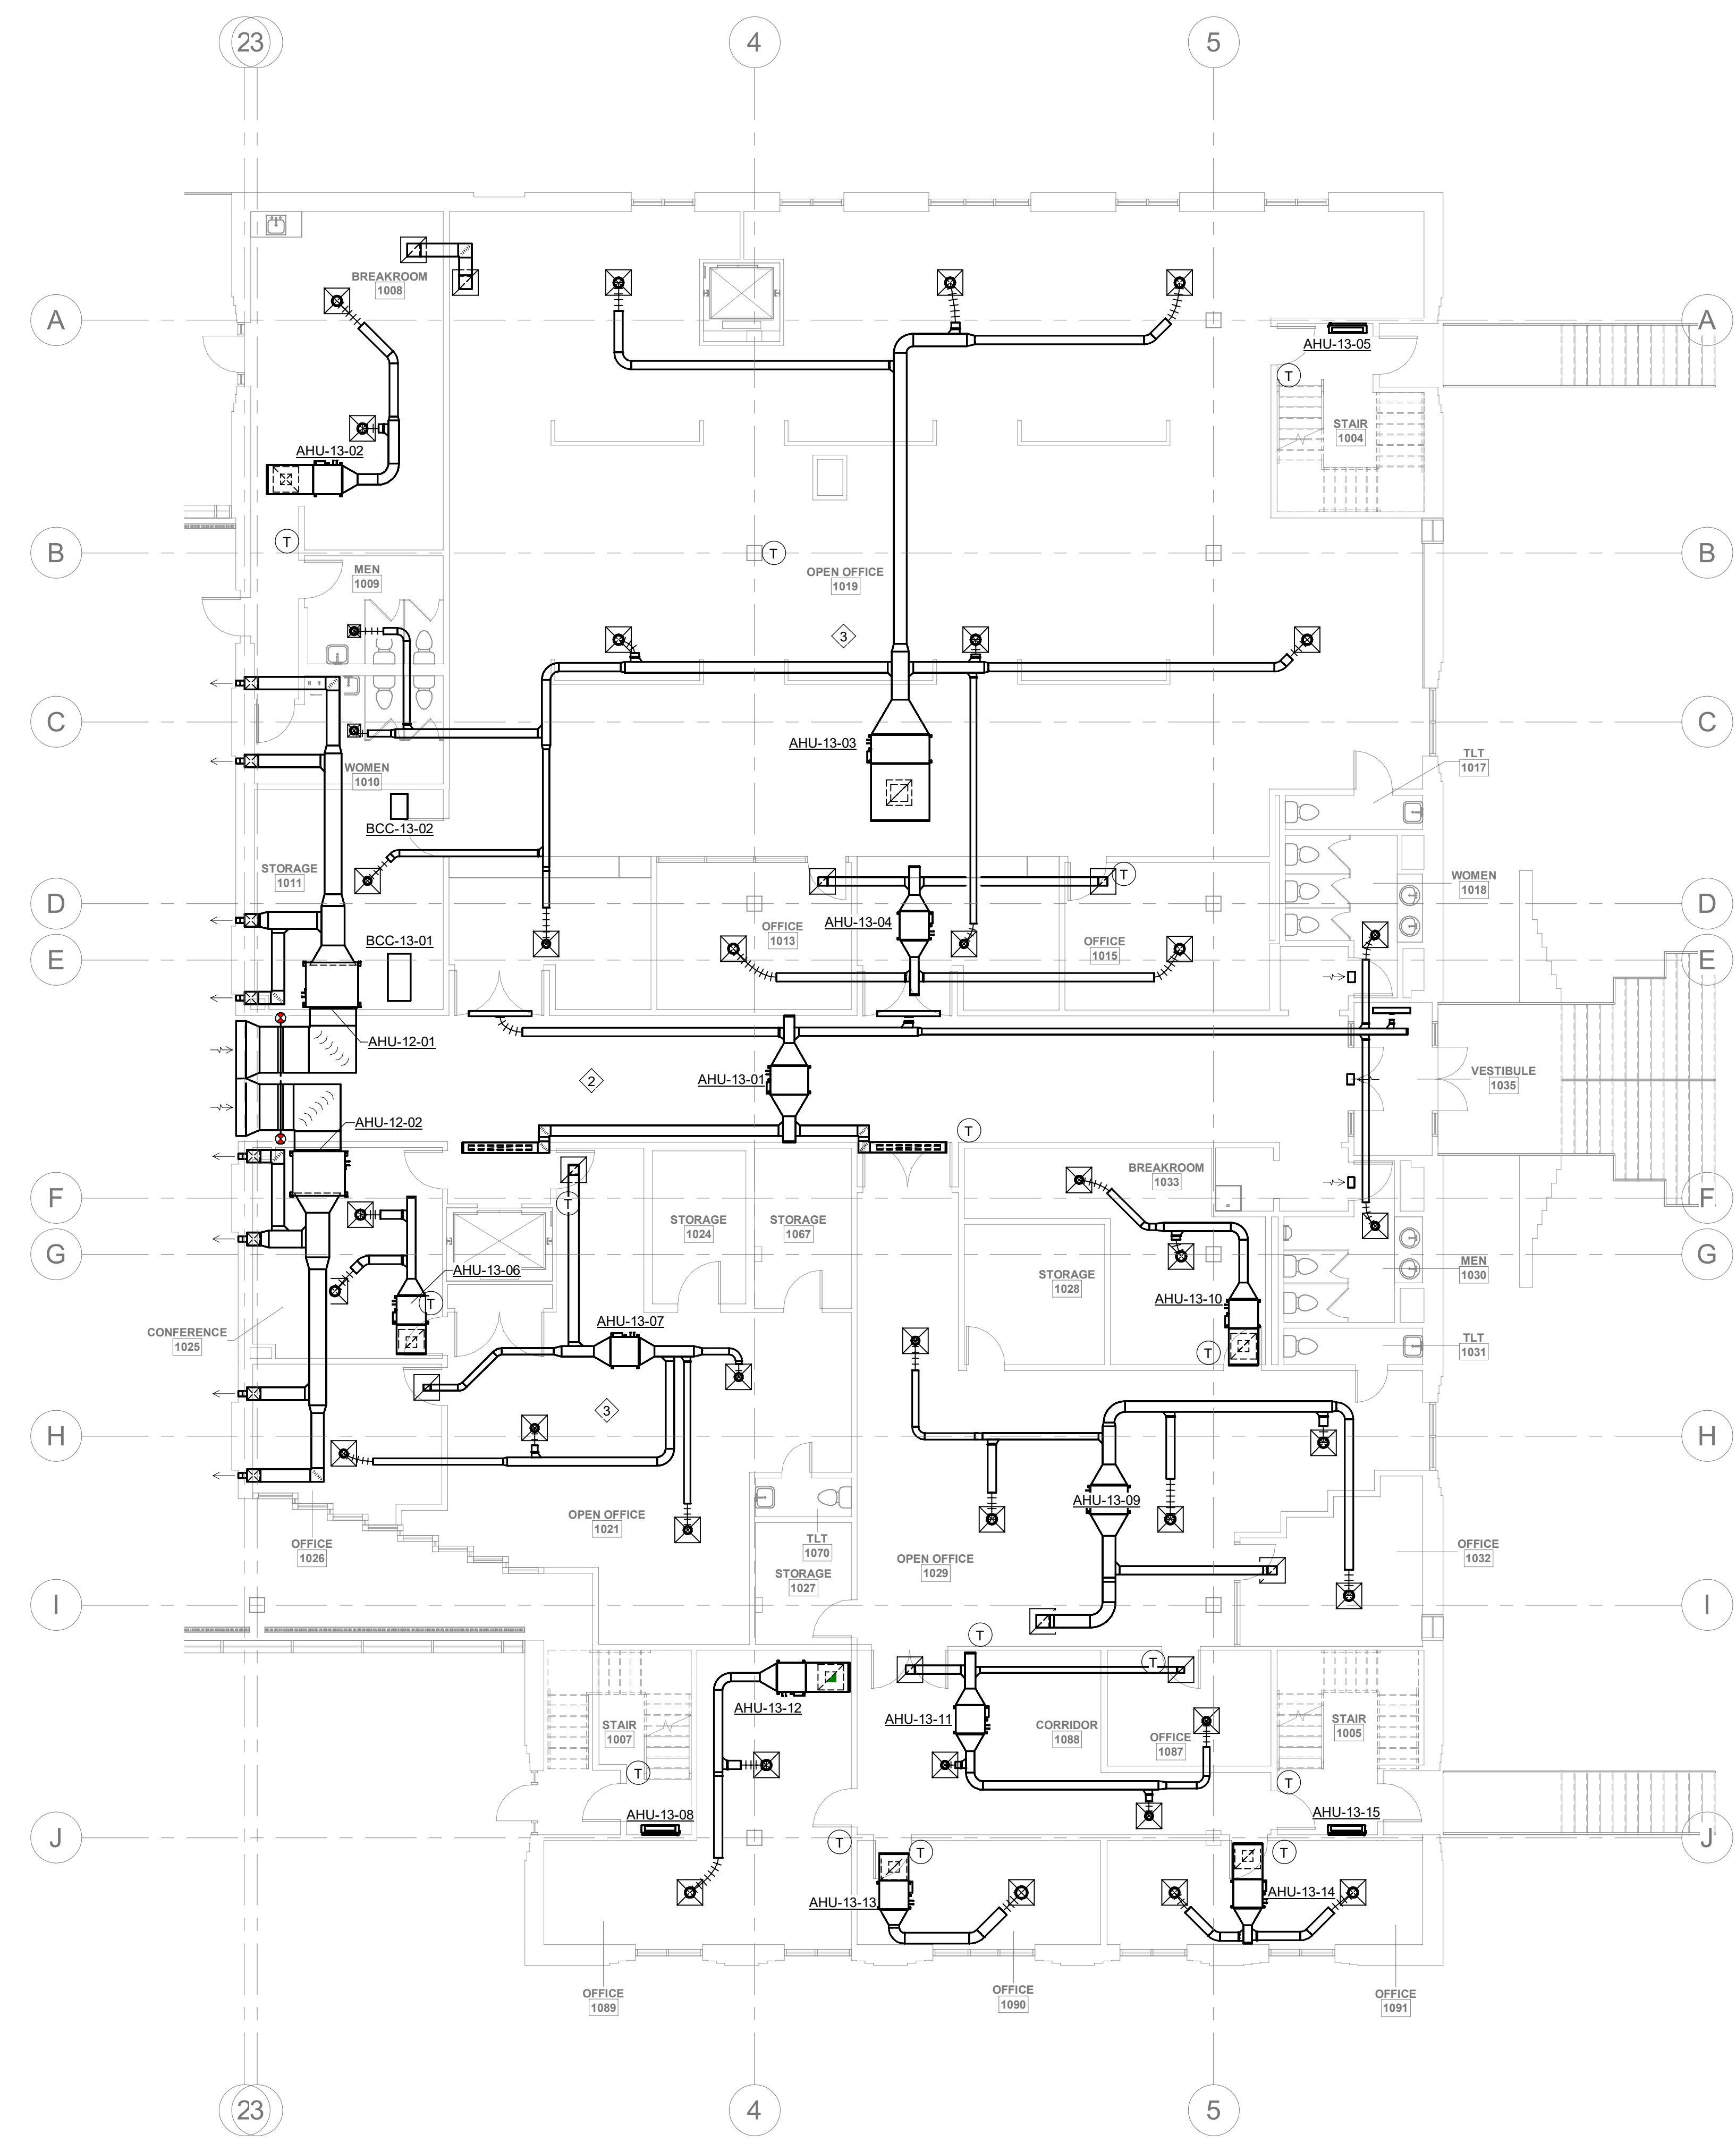 23
4
5
BREAKROOM
1008
A
A
AHU-13-05
T
STAIR
1004
AHU-13-02
T
B
T
B
MEN
1009
OPEN OFFICE
1019
3
C
C
AHU-13-03
WOMEN
1010
TLT
1017
BCC-13-02
STORAGE
1011
T
WOMEN
1018
D
D
AHU-13-04
OFFICE
1013
OFFICE
1015
BCC-13-01
E
E
AHU-12-01
AHU-13-01
2
VESTIBULE
1035
AHU-12-02
T
BREAKROOM
1033
F
F
T
STORAGE
1024
STORAGE
1067
G
G
AHU-13-06
STORAGE
1028
MEN
1030
T
AHU-13-10
CONFERENCE
1025
AHU-13-07
T
TLT
1031
3
H
H
AHU-13-09
OPEN OFFICE
1021
OFFICE
1026
TLT
1070
STORAGE
1027
OPEN OFFICE
1029
OFFICE
1032
I
I
T
T
AHU-13-12
AHU-13-11
STAIR
1007
CORRIDOR
1088
OFFICE
1087
STAIR
1005
T
T
AHU-13-08
AHU-13-15
J
J
T
T
T
AHU-13-13
AHU-13-14
OFFICE
1089
OFFICE
1090
OFFICE
1091
23
4
5